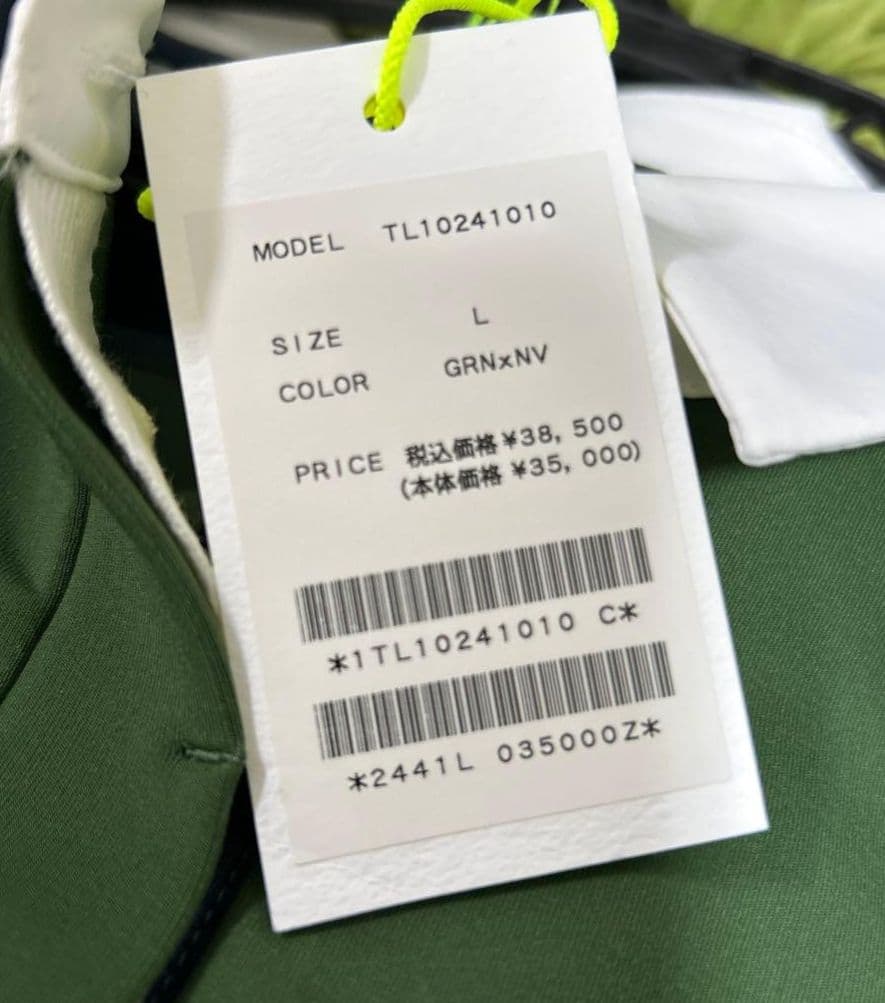 MODEL TL10241010
SIZE L
COLOR GRN×NV
PRICE 税込価格 ¥38, 500
(本体価格 ¥35, 000)
*1TL10241010 C*
*2441L 035000Z*